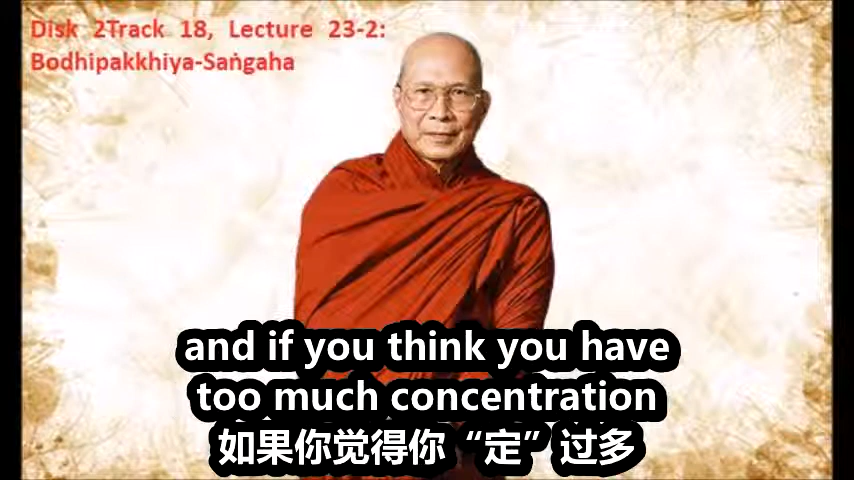 Disk 2Track 18, Lecture 23-2:
Bodhipakkhiya-Saṅgaha
and if you think you have
too much concentration
如果你觉得你“定”过多